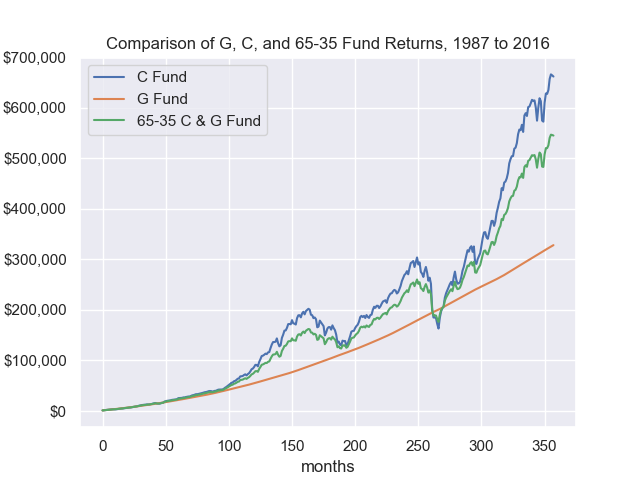 Comparison of G, C, and 65-35 Fund Returns, 1987 to 2016
$700,000
$600,000
$500,000
$400,000
$300,000
$200,000
$100,000
$0
C Fund
G Fund
65-35 C & G Fund
0 50 100 150 200 250 300 350
months